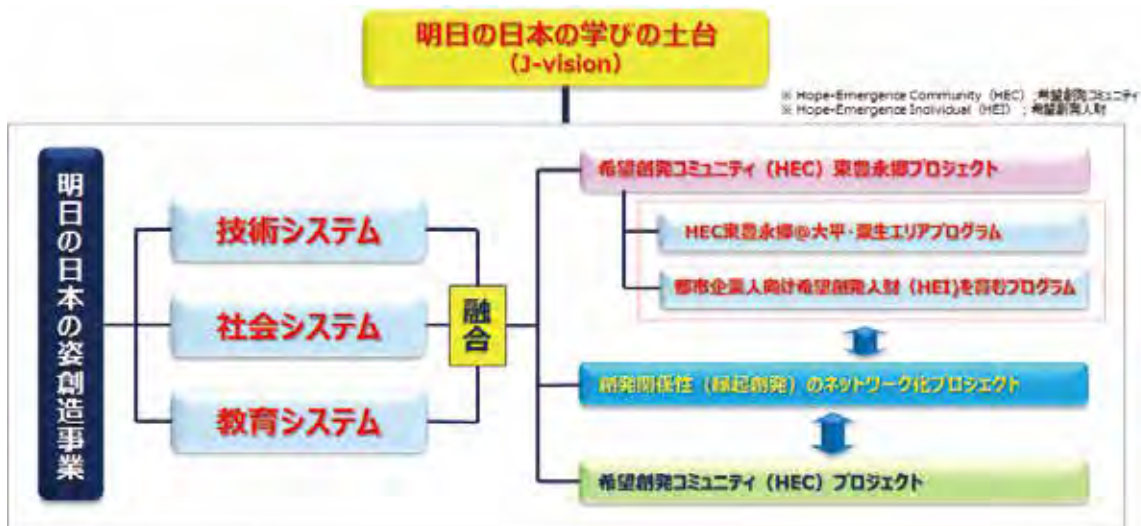 明日の日本の学びの土台
(J-vision)
※ Hope-Emergence Community (HEC) ;希望創発コミュニティ
※ Hope-Emergence Individual (HEI) ; 希望創発人財
明日の日本の姿創造事業
技術システム
社会システム
教育システム
融合
希望創発コミュニティ (HEC) 東豊永郷プロジェクト
HEC東豊永郷@大平・粟生エリアプログラム
都市企業人向け希望創発人財 (HEI)を育むプログラム
創発関係性 (縁起創発) のネットワーク化プロジェクト
希望創発コミュニティ (HEC) プロジェクト